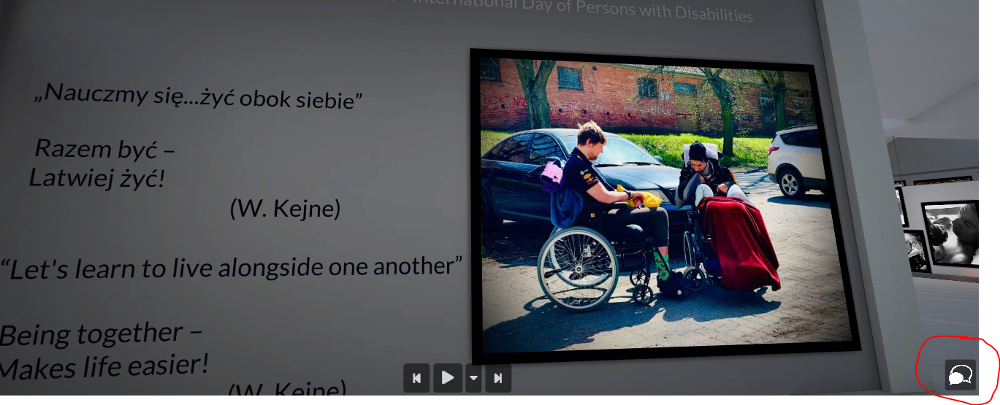 International Day of Persons with Disabilities
„Nauczmy się...żyć obok siebie”
Razem być –
Latwiej żyć!
(W. Kejne)
“Let's learn to live alongside one another”
Being together –
Makes life easier!
(W. Kejne)